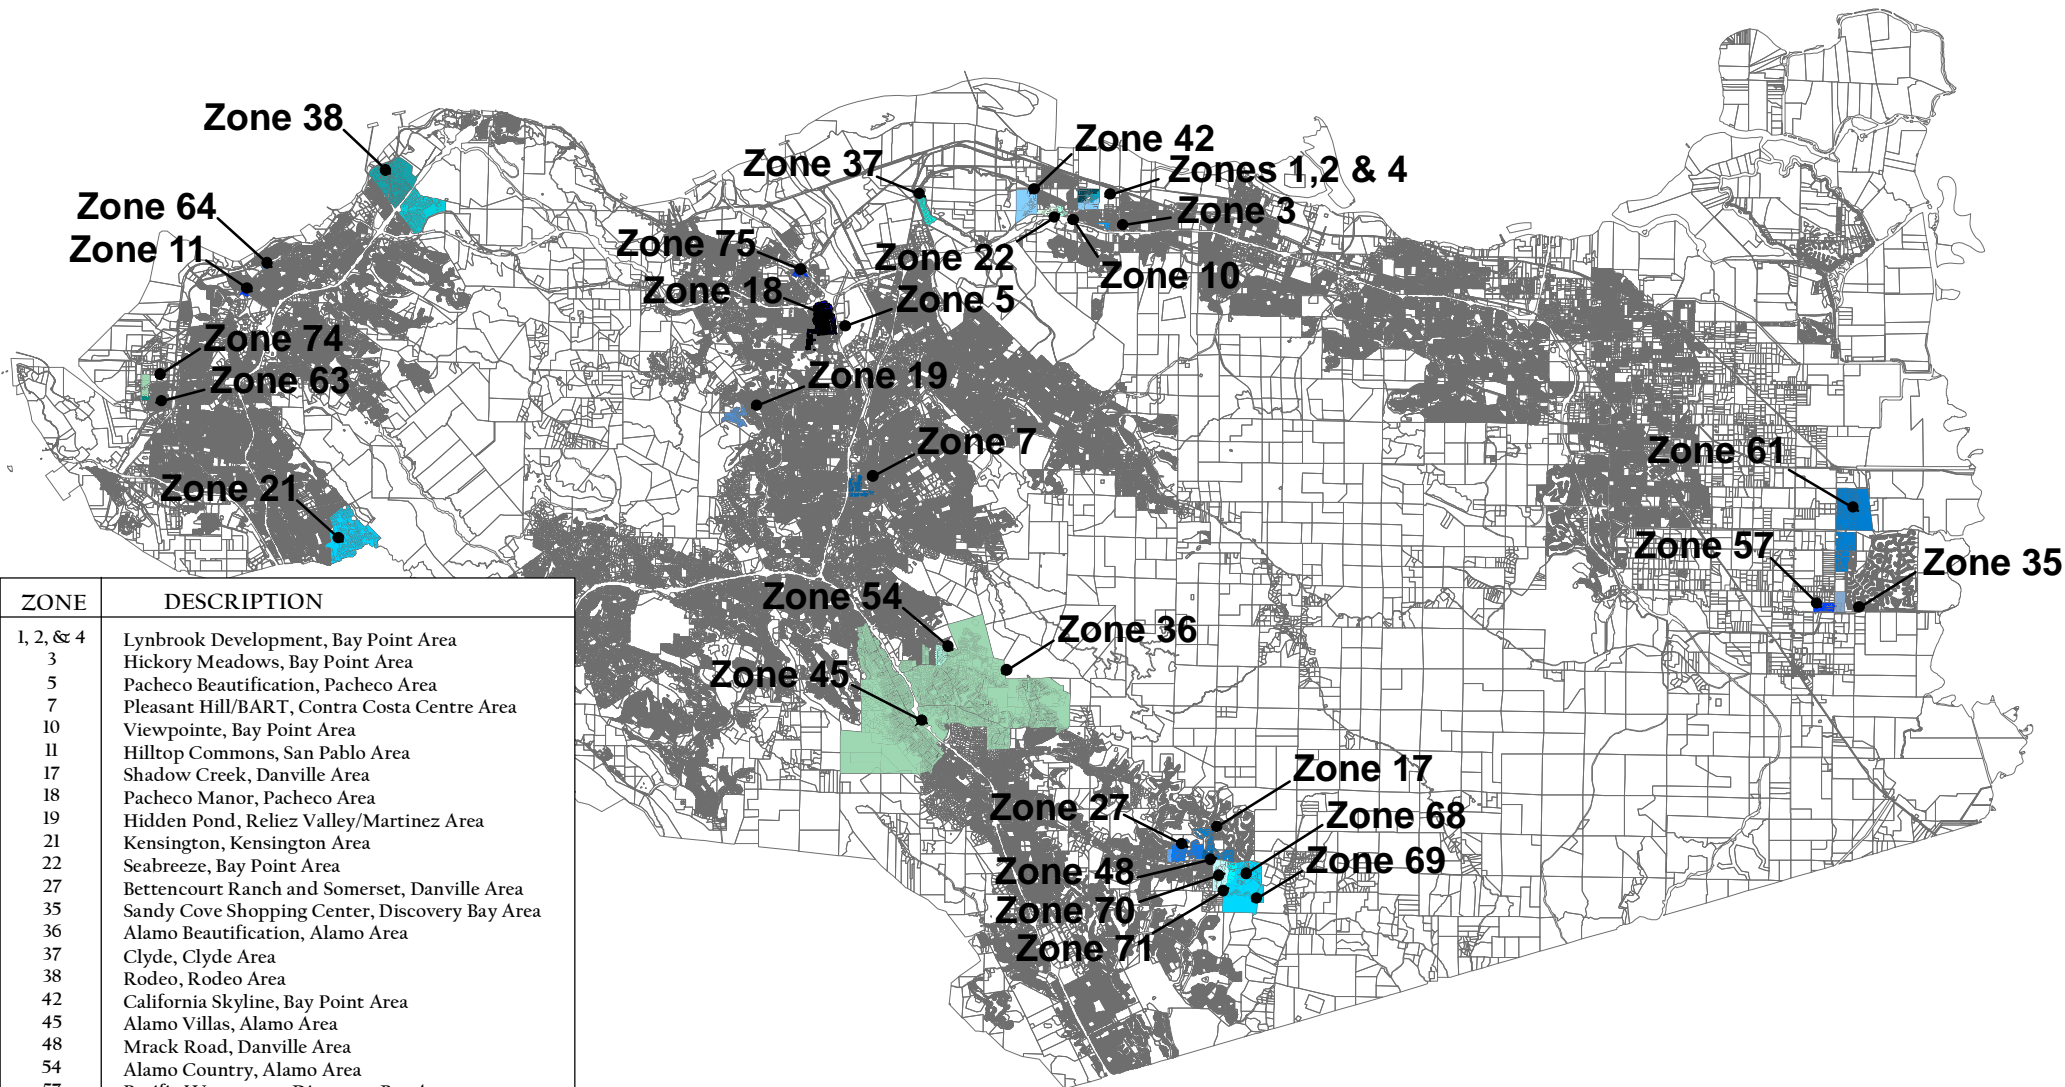 Zone 38
Zone 42
Zone 37
Zones 1,2 & 4
Zone 64
Zone 3
Zone 11
Zone 75
Zone 22
Zone 10
Zone 18
Zone 5
Zone 74
Zone 63
Zone 19
Zone 7
Zone 61
Zone 21
Zone 57
Zone 35
Zone 54
Zone 36
Zone 45
Zone 17
Zone 27
Zone 68
Zone 48
Zone 69
Zone 70
Zone 71
ZONE DESCRIPTION
1, 2, & 4 Lynbrook Development, Bay Point Area
3 Hickory Meadows, Bay Point Area
5 Pacheco Beautification, Pacheco Area
7 Pleasant Hill/BART, Contra Costa Centre Area
10 Viewpointe, Bay Point Area
11 Hilltop Commons, San Pablo Area
17 Shadow Creek, Danville Area
18 Pacheco Manor, Pacheco Area
19 Hidden Pond, Reliez Valley/Martinez Area
21 Kensington, Kensington Area
22 Seabreeze, Bay Point Area
27 Bettencourt Ranch and Somerset, Danville Area
35 Sandy Cove Shopping Center, Discovery Bay Area
36 Alamo Beautification, Alamo Area
37 Clyde, Clyde Area
38 Rodeo, Rodeo Area
42 California Skyline, Bay Point Area
45 Alamo Villas, Alamo Area
48 Mrack Road, Danville Area
54 Alamo Country, Alamo Area